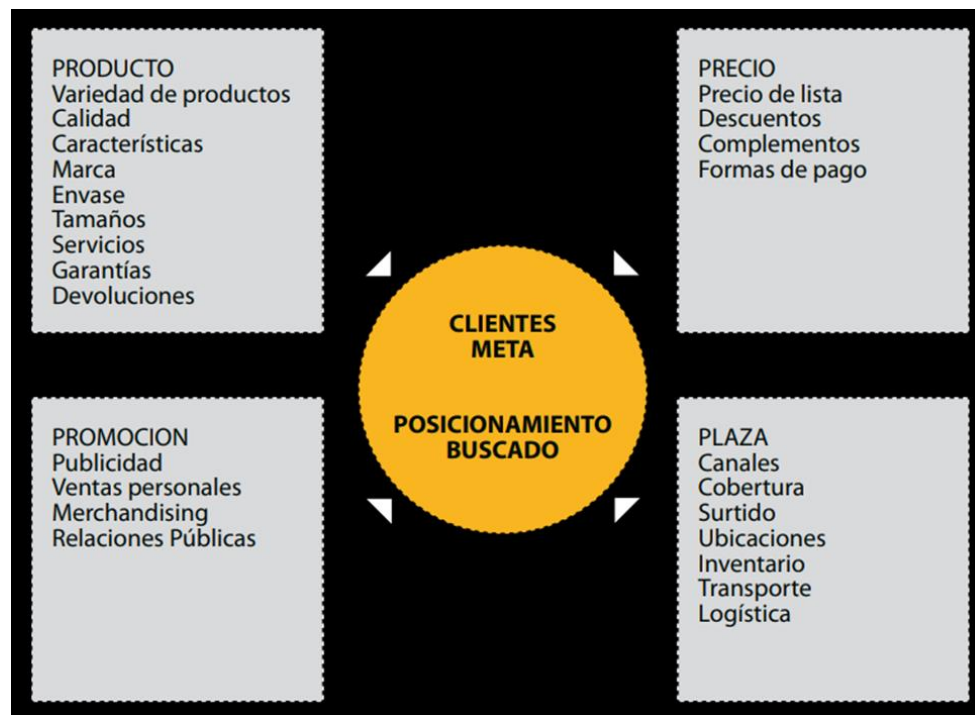 PRODUCTO
Variedad de productos
Calidad
Características
Marca
Envase
Tamaños
Servicios
Garantías
Devoluciones
PRECIO
Precio de lista
Descuentos
Complementos
Formas de pago
CLIENTES
META
POSICIONAMIENTO
BUSCADO
PROMOCION
Publicidad
Ventas personales
Merchandising
Relaciones Públicas
PLAZA
Canales
Cobertura
Surtido
Ubicaciones
Inventario
Transporte
Logística